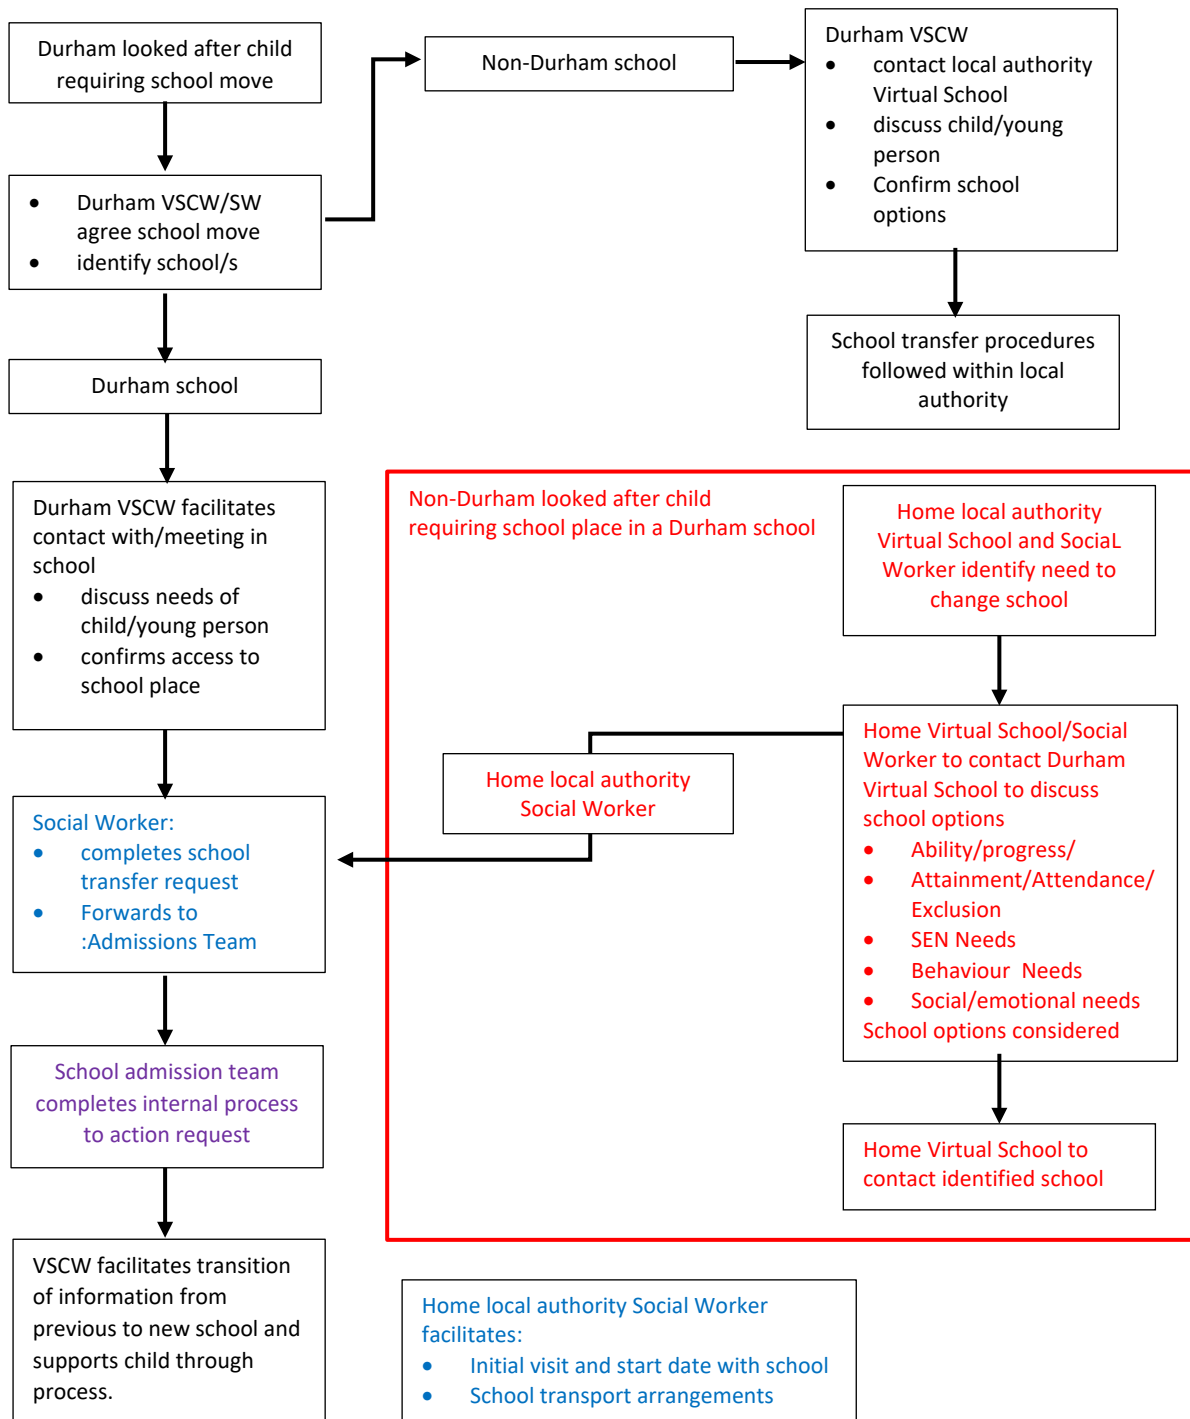 Durham looked after child
requiring school move
Non-Durham school
Durham VSCW
• contact local authority
Virtual School
• discuss child/young
person
• Confirm school
options
• Durham VSCW/SW
agree school move
• identify school/s
School transfer procedures
followed within local
authority
Durham school
Durham VSCW facilitates
contact with/meeting in
school
• discuss needs of
child/young person
• confirms access to
school place
Non-Durham looked after child
requiring school place in a Durham school
Home local authority
Virtual School and SociaL
Worker identify need to
change school
Home Virtual School/Social
Worker to contact Durham
Virtual School to discuss
school options
• Ability/progress/
• Attainment/Attendance/
Exclusion
• SEN Needs
• Behaviour  Needs
• Social/emotional needs
School options considered
Home local authority
Social Worker
Social Worker:
• completes school
transfer request
• Forwards to
:Admissions Team
School admission team
completes internal process
to action request
Home Virtual School to
contact identified school
VSCW facilitates transition
of information from
previous to new school and
supports child through
process.
Home local authority Social Worker
facilitates:
• Initial visit and start date with school
• School transport arrangements